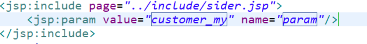 <jsp:include page="../include/sider.jsp">
<jsp:param value="customer_my" name="param"/>
</jsp:include>